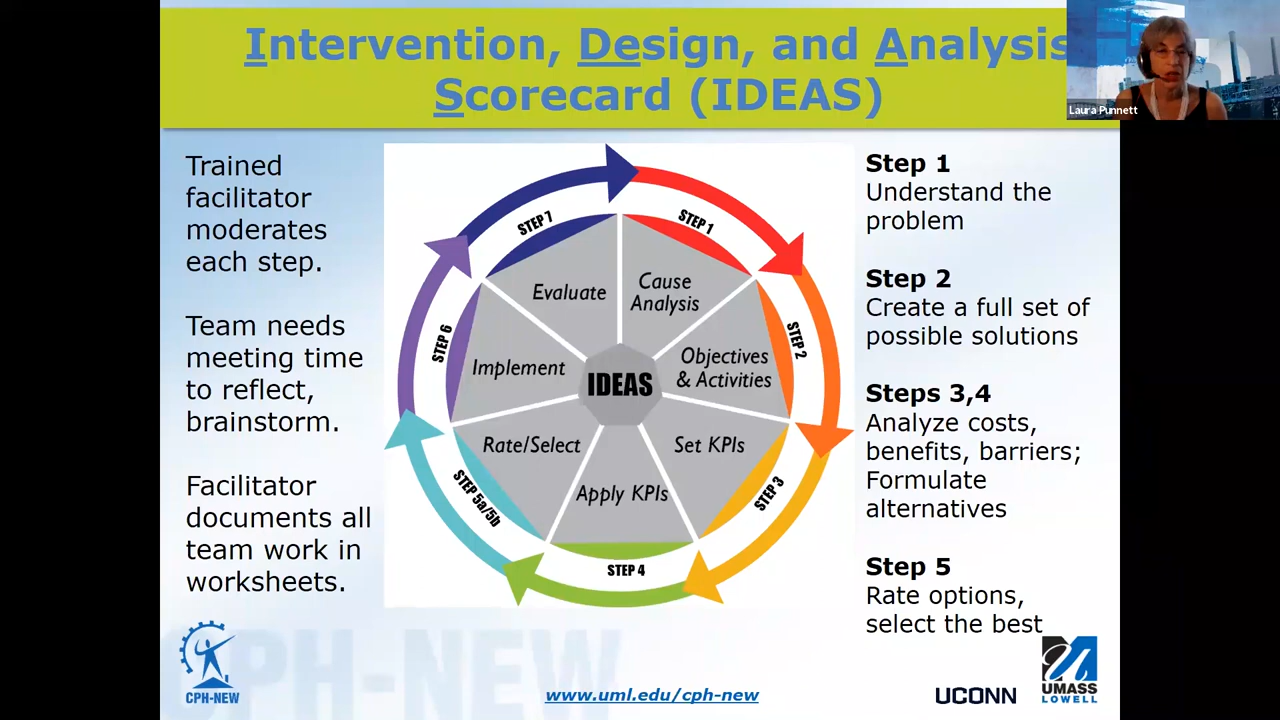 Intervention, Design, and Analysis
Scorecard (IDEAS)
Laura Punnett
Trained
facilitator
moderates
each step.
Team needs
meeting time
to reflect,
brainstorm.
Facilitator
documents all
team work in
worksheets.
STEP 1
Cause
Analysis
STEP 2
Objectives
& Activities
STEP 3
Set KPIs
STEP 4
Apply KPIs
STEP 5a/5b
Rate/Select
STEP 6
Implement
STEP 7
Evaluate
IDEAS
Step 1
Understand the
problem
Step 2
Create a full set of
possible solutions
Steps 3,4
Analyze costs,
benefits, barriers;
Formulate
alternatives
Step 5
Rate options,
select the best
CPH-NEW
CPH-NEW
www.uml.edu/cph-new
UCONN
UMASS
LOWELL